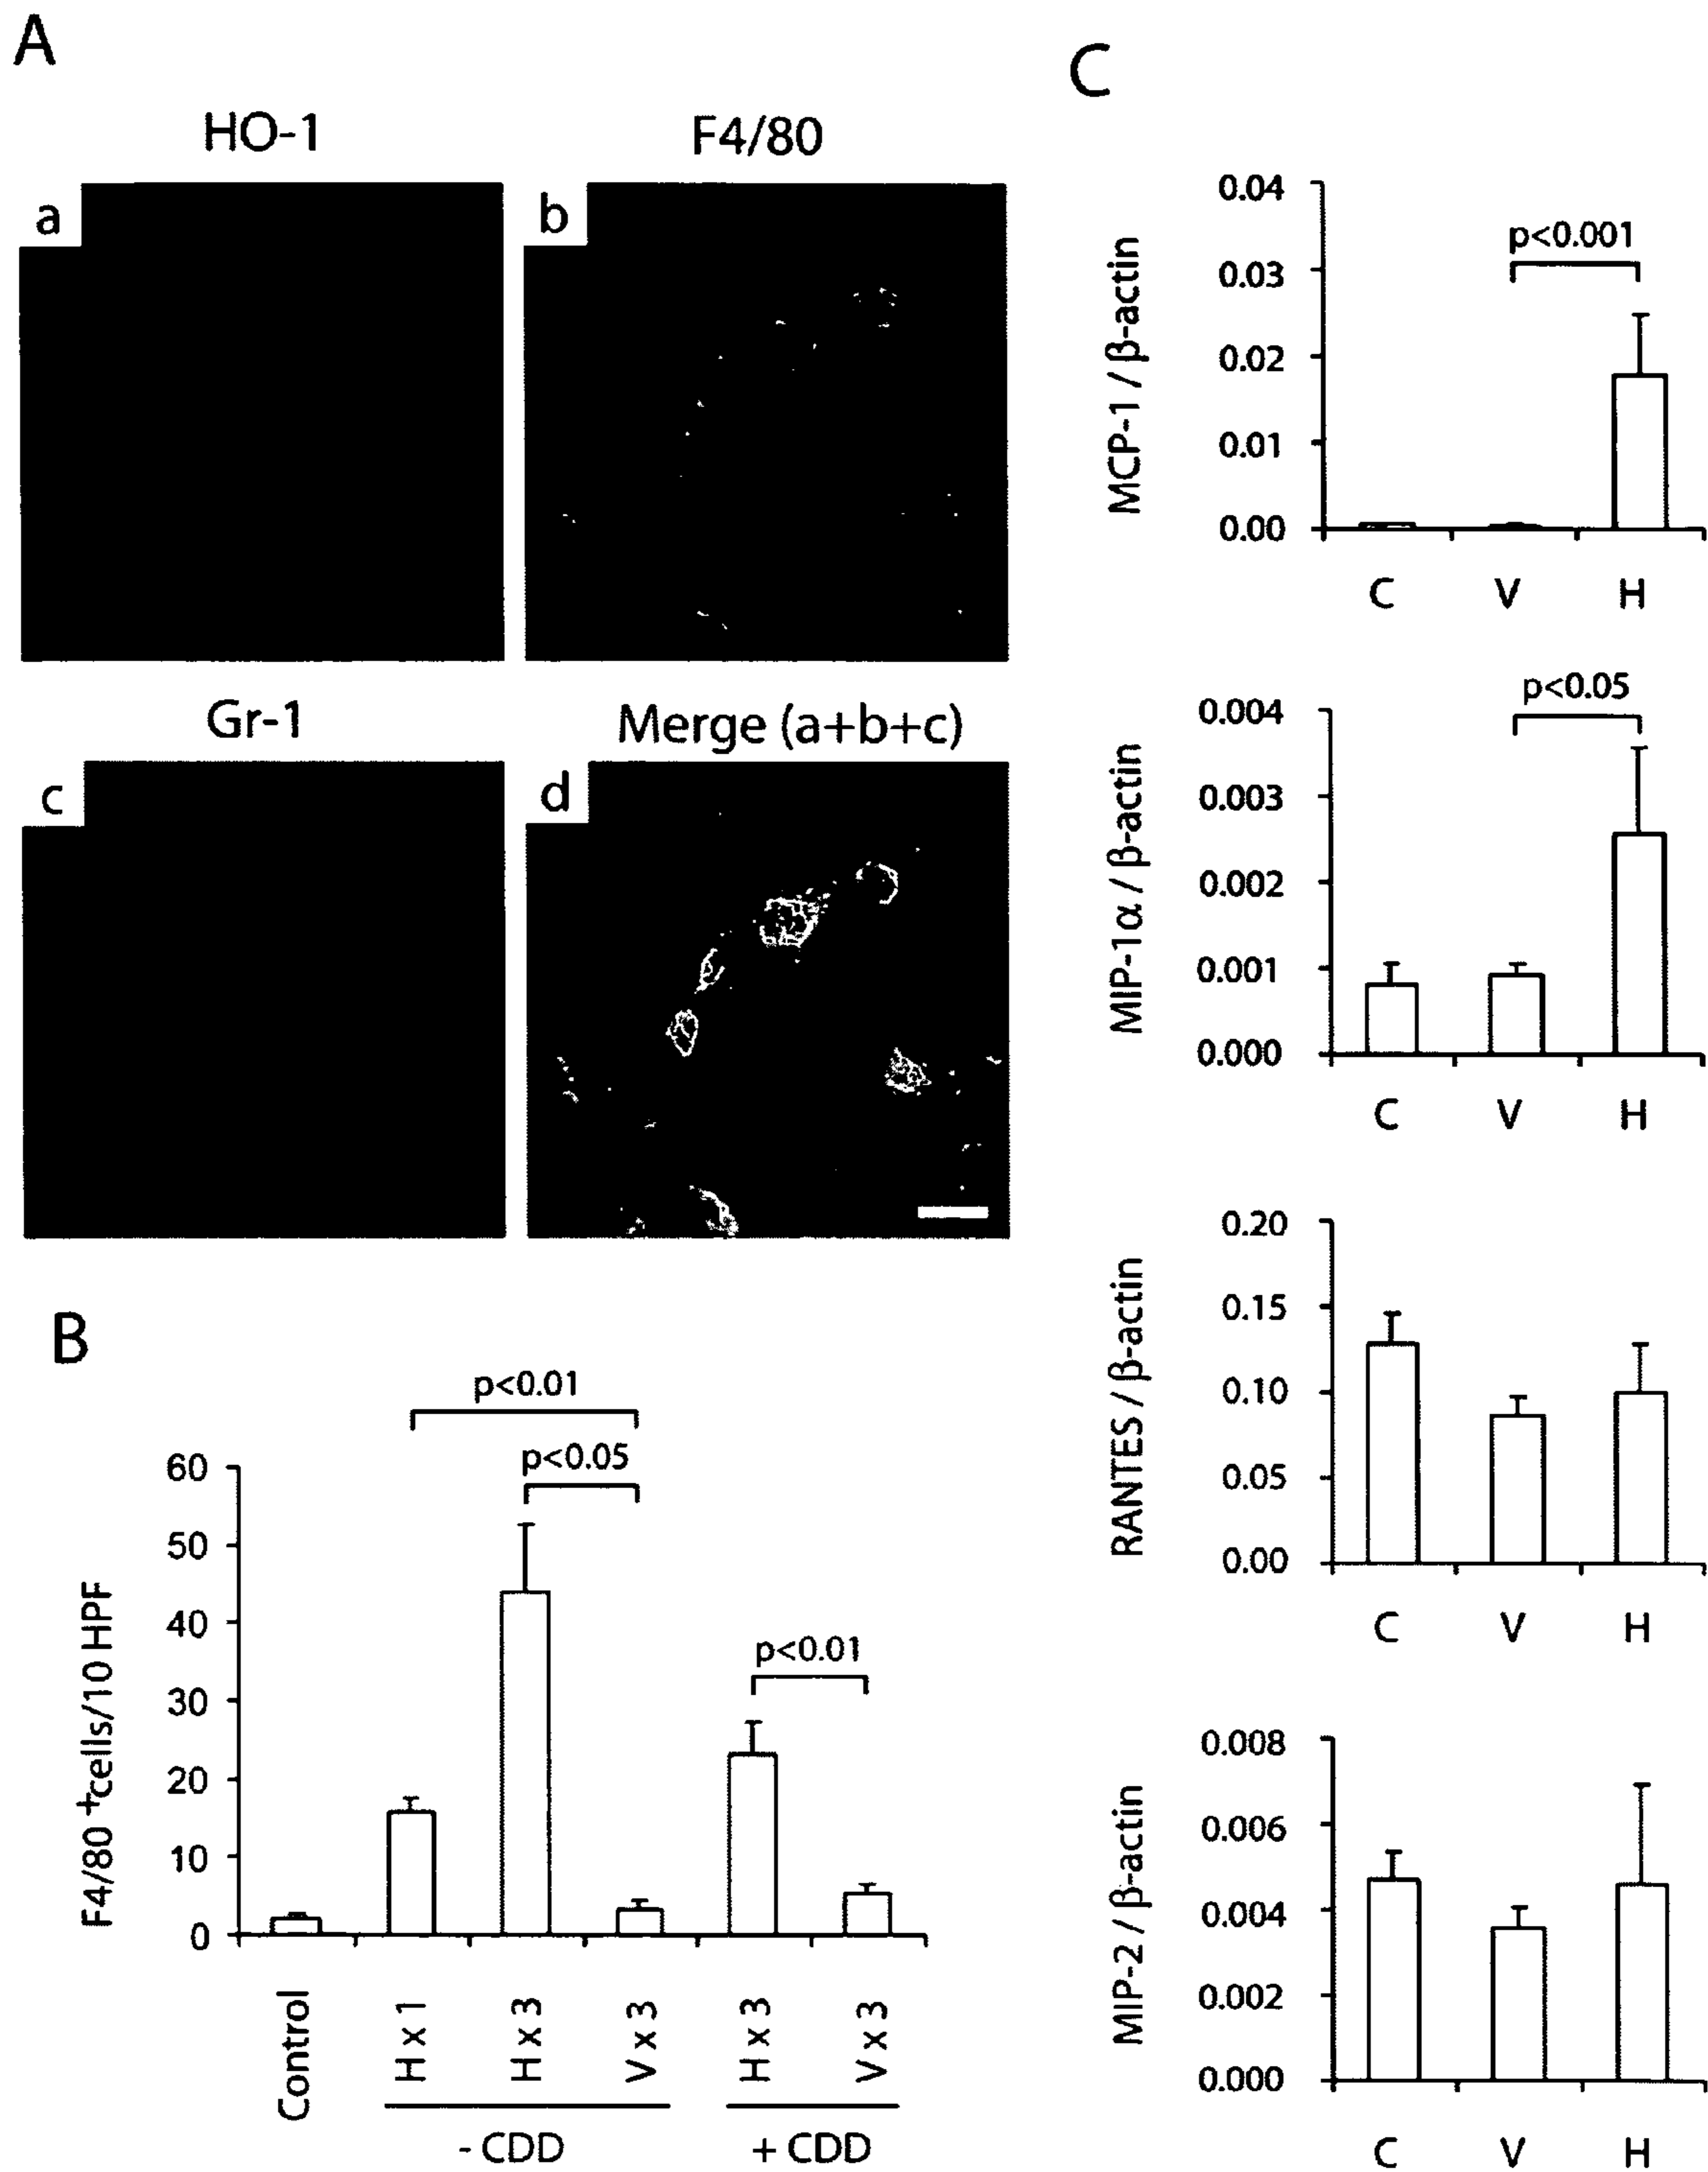 A
HO-1
F4/80
a
b
Gr-1
Merge (a+b+c)
c
d
B
p<0.01
p<0.05
p<0.01
F4/80 +cells/10 HPF
60
50
40
30
20
10
0
Control
H x 1
H x 3
V x 3
H x 3
V x 3
- CDD
+ CDD
C
MCP-1 / β-actin
0.04
0.03
0.02
0.01
0.00
p<0.001
C V H
MIP-1α / β-actin
0.004
0.003
0.002
0.001
0.000
p<0.05
C V H
RANTES / β-actin
0.20
0.15
0.10
0.05
0.00
C V H
MIP-2 / β-actin
0.008
0.006
0.004
0.002
0.000
C V H